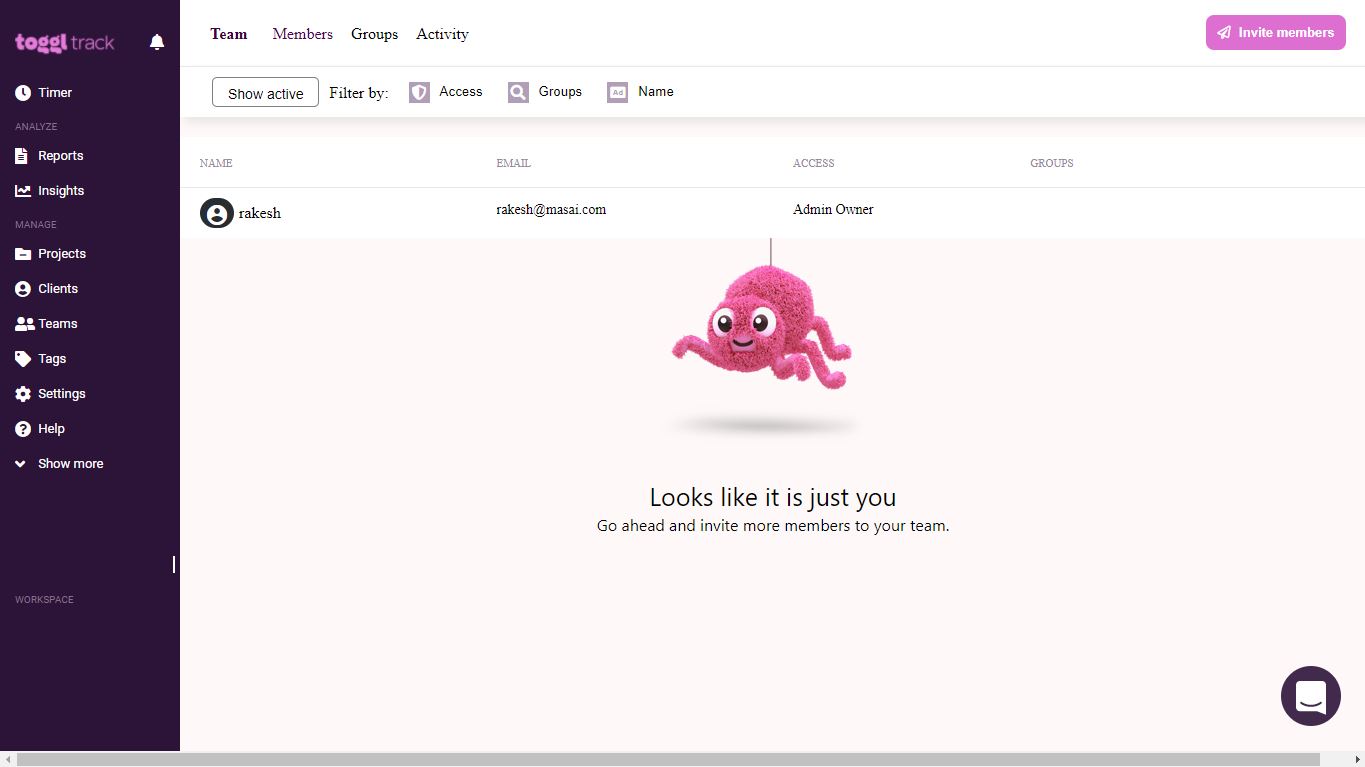 toggl track
Timer
ANALYZE
Reports
Insights
MANAGE
Projects
Clients
Teams
Tags
Settings
Help
Show more
WORKSPACE
Team Members Groups Activity
Invite members
Show active Filter by: Access Groups Ad Name
NAME EMAIL ACCESS GROUPS
rakesh rakesh@masai.com Admin Owner
Looks like it is just you
Go ahead and invite more members to your team.